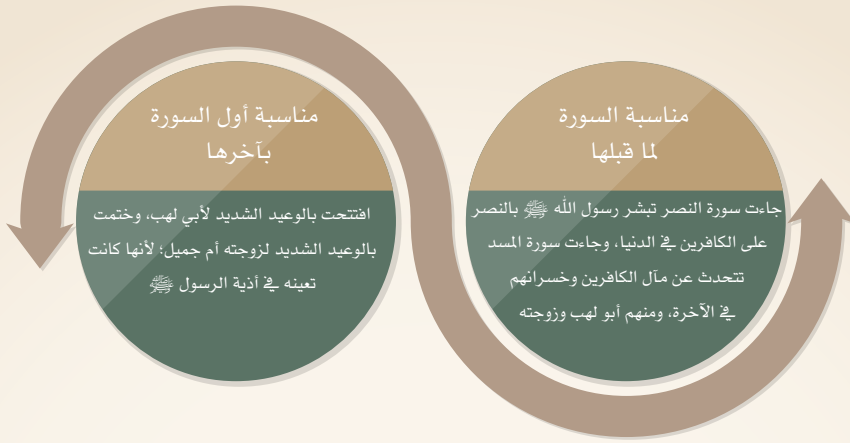 مناسبة السورة
لما قبلها
جاءت سورة النصر تبشر رسول الله ﷺ بالنصر
على الكافرين في الدنيا، وجاءت سورة المسد
تتحدث عن مآل الكافرين وخسرانهم
في الآخرة، ومنهم أبو لهب وزوجته
مناسبة أول السورة
بآخرها
افتتحت بالوعيد الشديد لأبي لهب، وختمت
بالوعيد الشديد لزوجته أم جميل؛ لأنها كانت
تعينه في أذية الرسول ﷺ